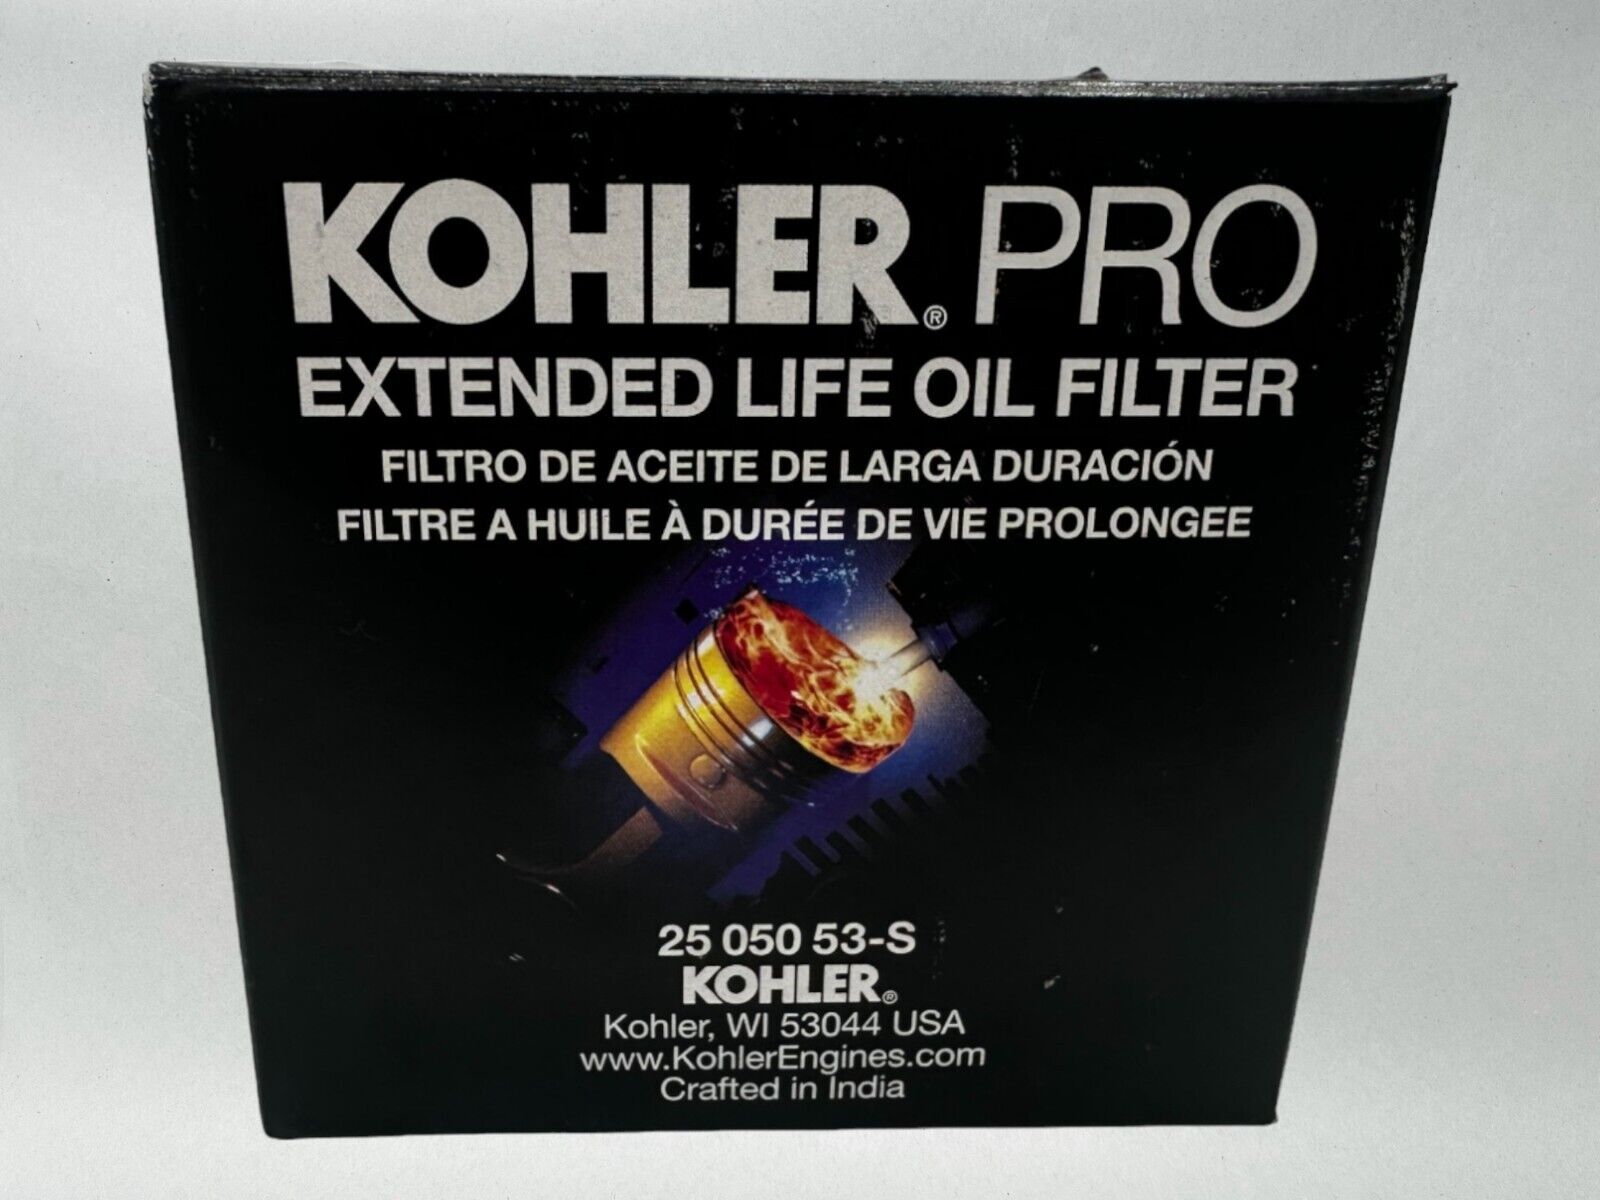 KOHLER® PRO
EXTENDED LIFE OIL FILTER
FILTRO DE ACEITE DE LARGA DURACIÓN
FILTRE A HUILE À DURÉE DE VIE PROLONGEE
25 050 53-S
KOHLER®
Kohler, WI 53044 USA
www.KohlerEngines.com
Crafted in India